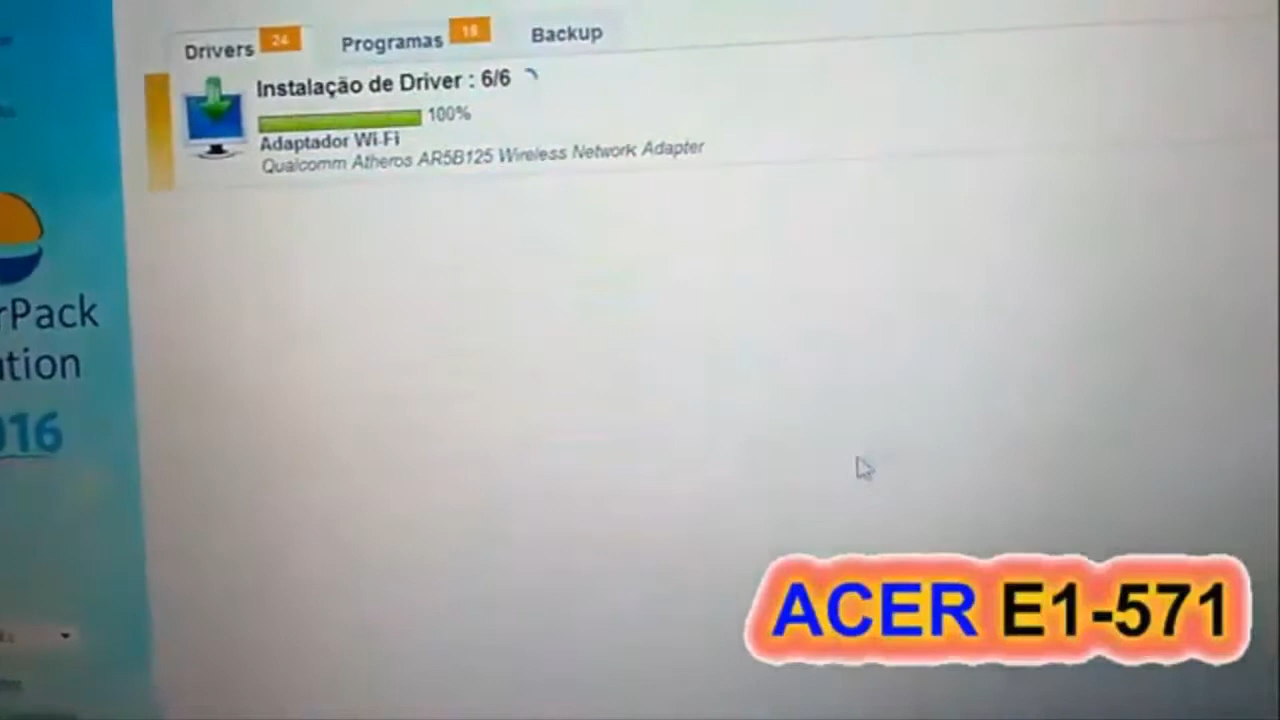 Drivers 24 Programas 18 Backup
Instalação de Driver : 6/6
100%
Adaptador Wi-Fi
Qualcomm Atheros AR5B125 Wireless Network Adapter
rPack
ution
016
ACER E1-571